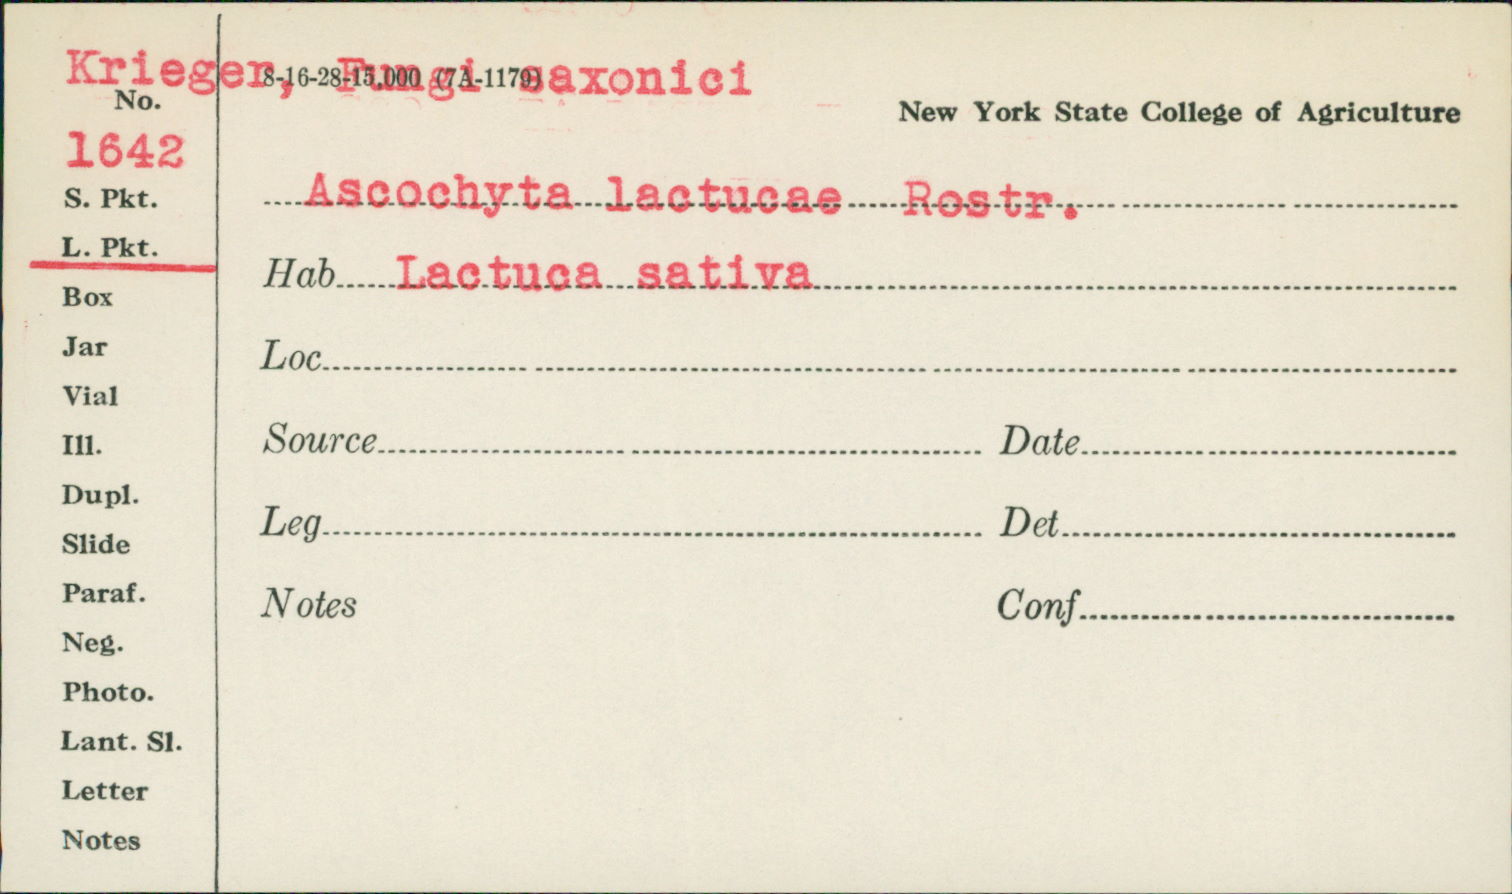 Krieger, Fungi saxonici
8-16-28-15,000 (7A-1179)
No.
New York State College of Agriculture
1642
S. Pkt.
Ascochyta lactucae Rostr.
L. Pkt.
Hab Lactuca sativa
Box
Jar
Loc
Vial
Ill.
Source Date
Dupl.
Slide
Leg Det
Paraf.
Notes Conf
Neg.
Photo.
Lant. Sl.
Letter
Notes